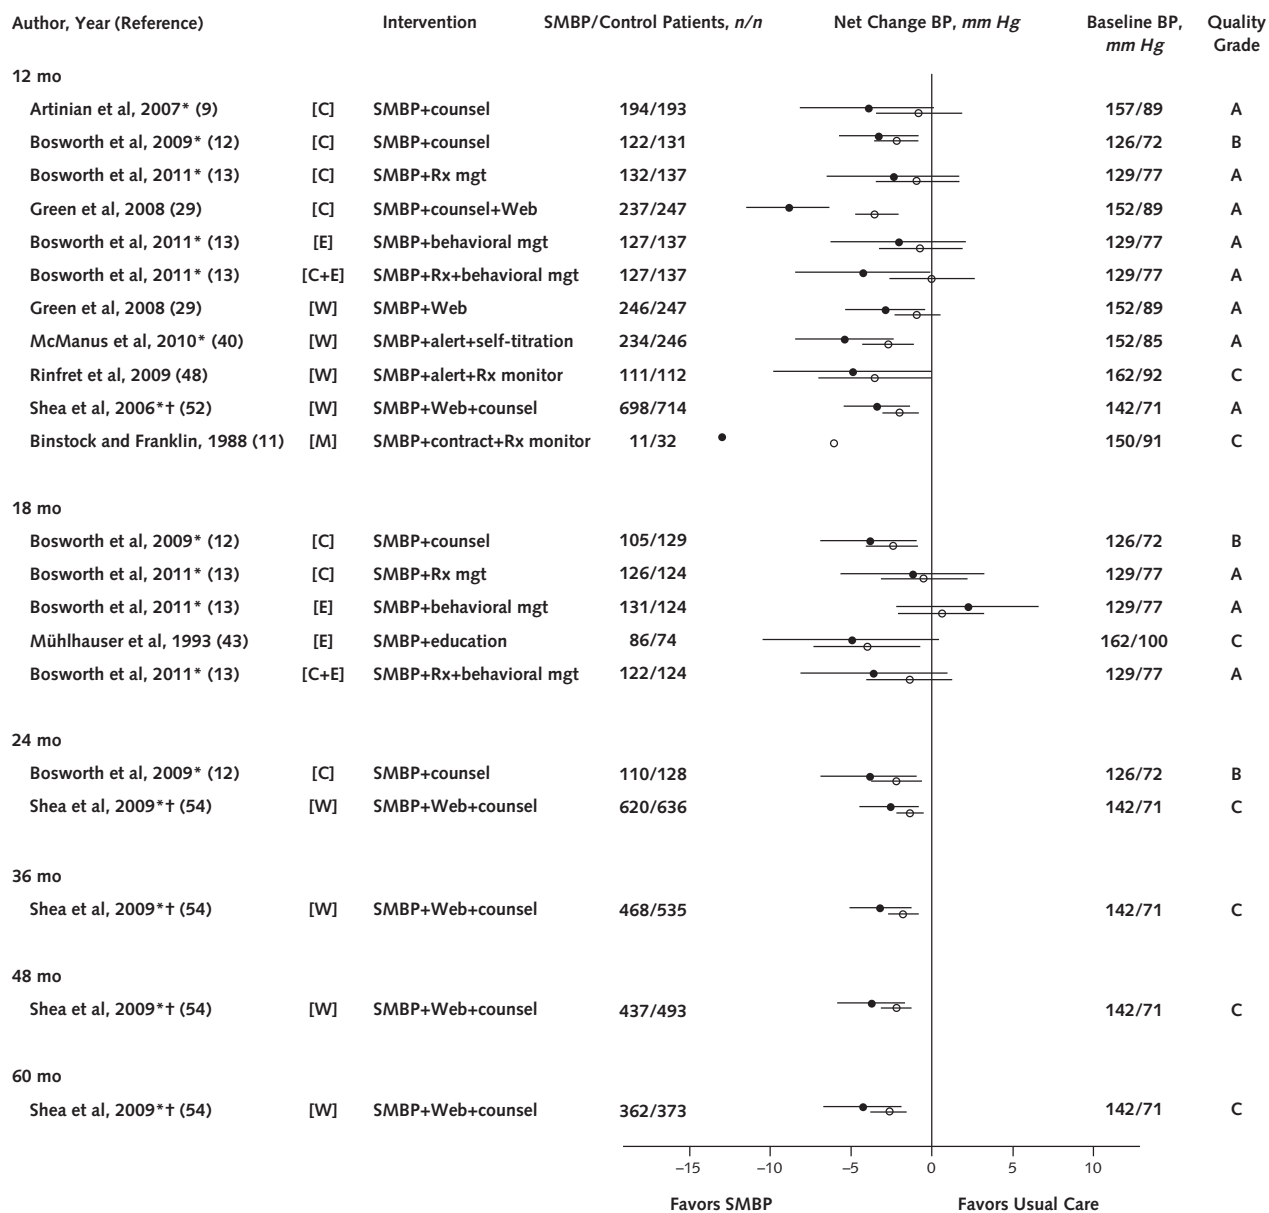 Author, Year (Reference) Intervention SMBP/Control Patients, n/n Net Change BP, mm Hg Baseline BP, mm Hg Quality Grade
12 mo
Artinian et al, 2007* (9) [C] SMBP+counsel 194/193 157/89 A
Bosworth et al, 2009* (12) [C] SMBP+counsel 122/131 126/72 B
Bosworth et al, 2011* (13) [C] SMBP+Rx mgt 132/137 129/77 A
Green et al, 2008 (29) [C] SMBP+counsel+Web 237/247 152/89 A
Bosworth et al, 2011* (13) [E] SMBP+behavioral mgt 127/137 129/77 A
Bosworth et al, 2011* (13) [C+E] SMBP+Rx+behavioral mgt 127/137 129/77 A
Green et al, 2008 (29) [W] SMBP+Web 246/247 152/89 A
McManus et al, 2010* (40) [W] SMBP+alert+self-titration 234/246 152/85 A
Rinfret et al, 2009 (48) [W] SMBP+alert+Rx monitor 111/112 162/92 C
Shea et al, 2006*† (52) [W] SMBP+Web+counsel 698/714 142/71 A
Binstock and Franklin, 1988 (11) [M] SMBP+contract+Rx monitor 11/32 150/91 C
18 mo
Bosworth et al, 2009* (12) [C] SMBP+counsel 105/129 126/72 B
Bosworth et al, 2011* (13) [C] SMBP+Rx mgt 126/124 129/77 A
Bosworth et al, 2011* (13) [E] SMBP+behavioral mgt 131/124 129/77 A
Mühlhauser et al, 1993 (43) [E] SMBP+education 86/74 162/100 C
Bosworth et al, 2011* (13) [C+E] SMBP+Rx+behavioral mgt 122/124 129/77 A
24 mo
Bosworth et al, 2009* (12) [C] SMBP+counsel 110/128 126/72 B
Shea et al, 2009*† (54) [W] SMBP+Web+counsel 620/636 142/71 C
36 mo
Shea et al, 2009*† (54) [W] SMBP+Web+counsel 468/535 142/71 C
48 mo
Shea et al, 2009*† (54) [W] SMBP+Web+counsel 437/493 142/71 C
60 mo
Shea et al, 2009*† (54) [W] SMBP+Web+counsel 362/373 142/71 C
–15 –10 –5 0 5 10
Favors SMBP Favors Usual Care